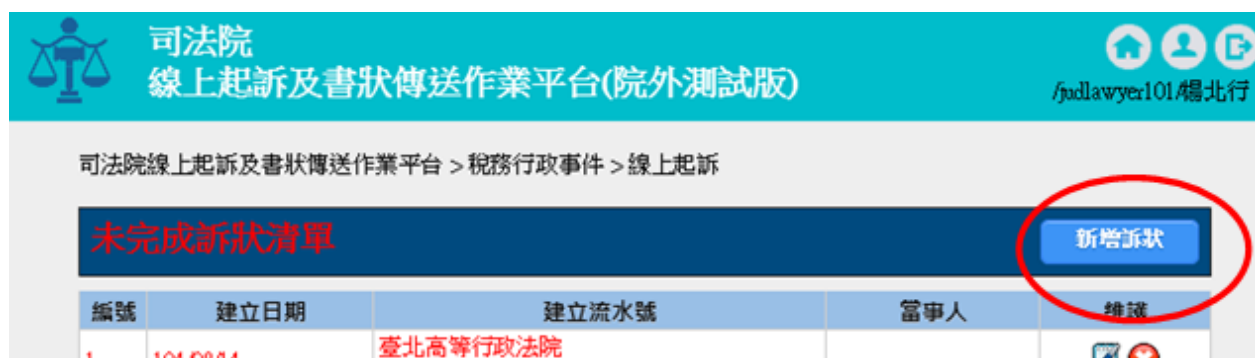 司法院
線上起訴及書狀傳送作業平台(院外測試版)
/judlawyer101/楊北行
司法院線上起訴及書狀傳送作業平台 > 稅務行政事件 > 線上起訴
未完成訴狀清單
新增訴狀
編號 建立日期 建立流水號 當事人 維護
臺北高等行政法院